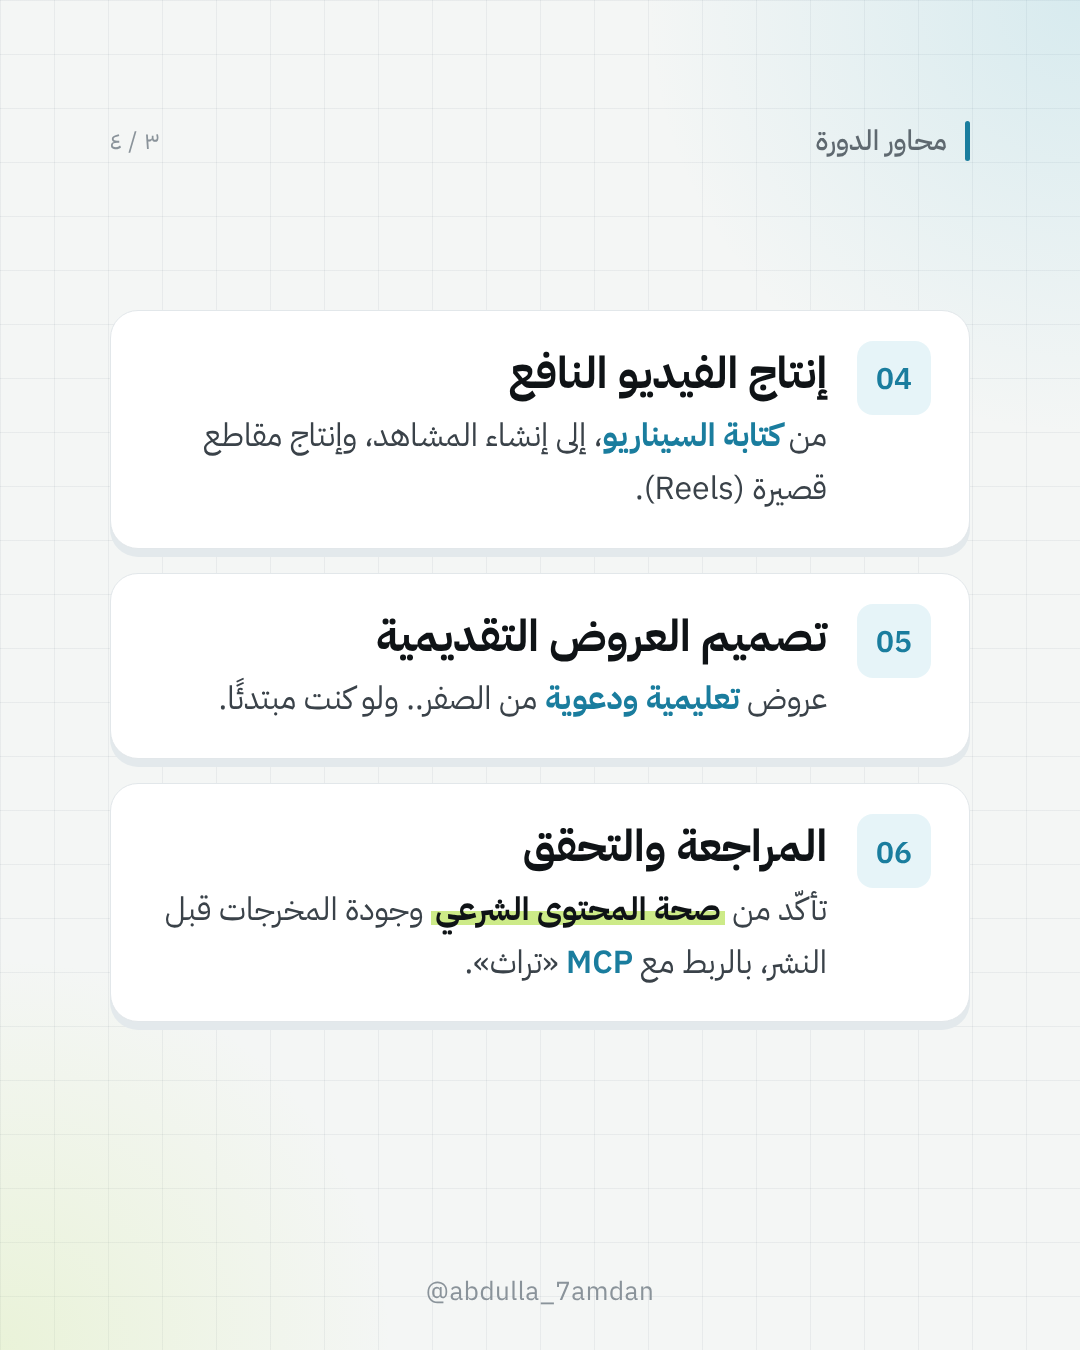 محاور الدورة
٣ / ٤
04
إنتاج الفيديو النافع
من كتابة السيناريو، إلى إنشاء المشاهد، وإنتاج مقاطع
قصيرة (Reels).
05
تصميم العروض التقديمية
عروض تعليمية ودعوية من الصفر.. ولو كنت مبتدئًا.
06
المراجعة والتحقق
تأكّد من صحة المحتوى الشرعي وجودة المخرجات قبل
النشر، بالربط مع MCP «تراث».
@abdulla_7amdan